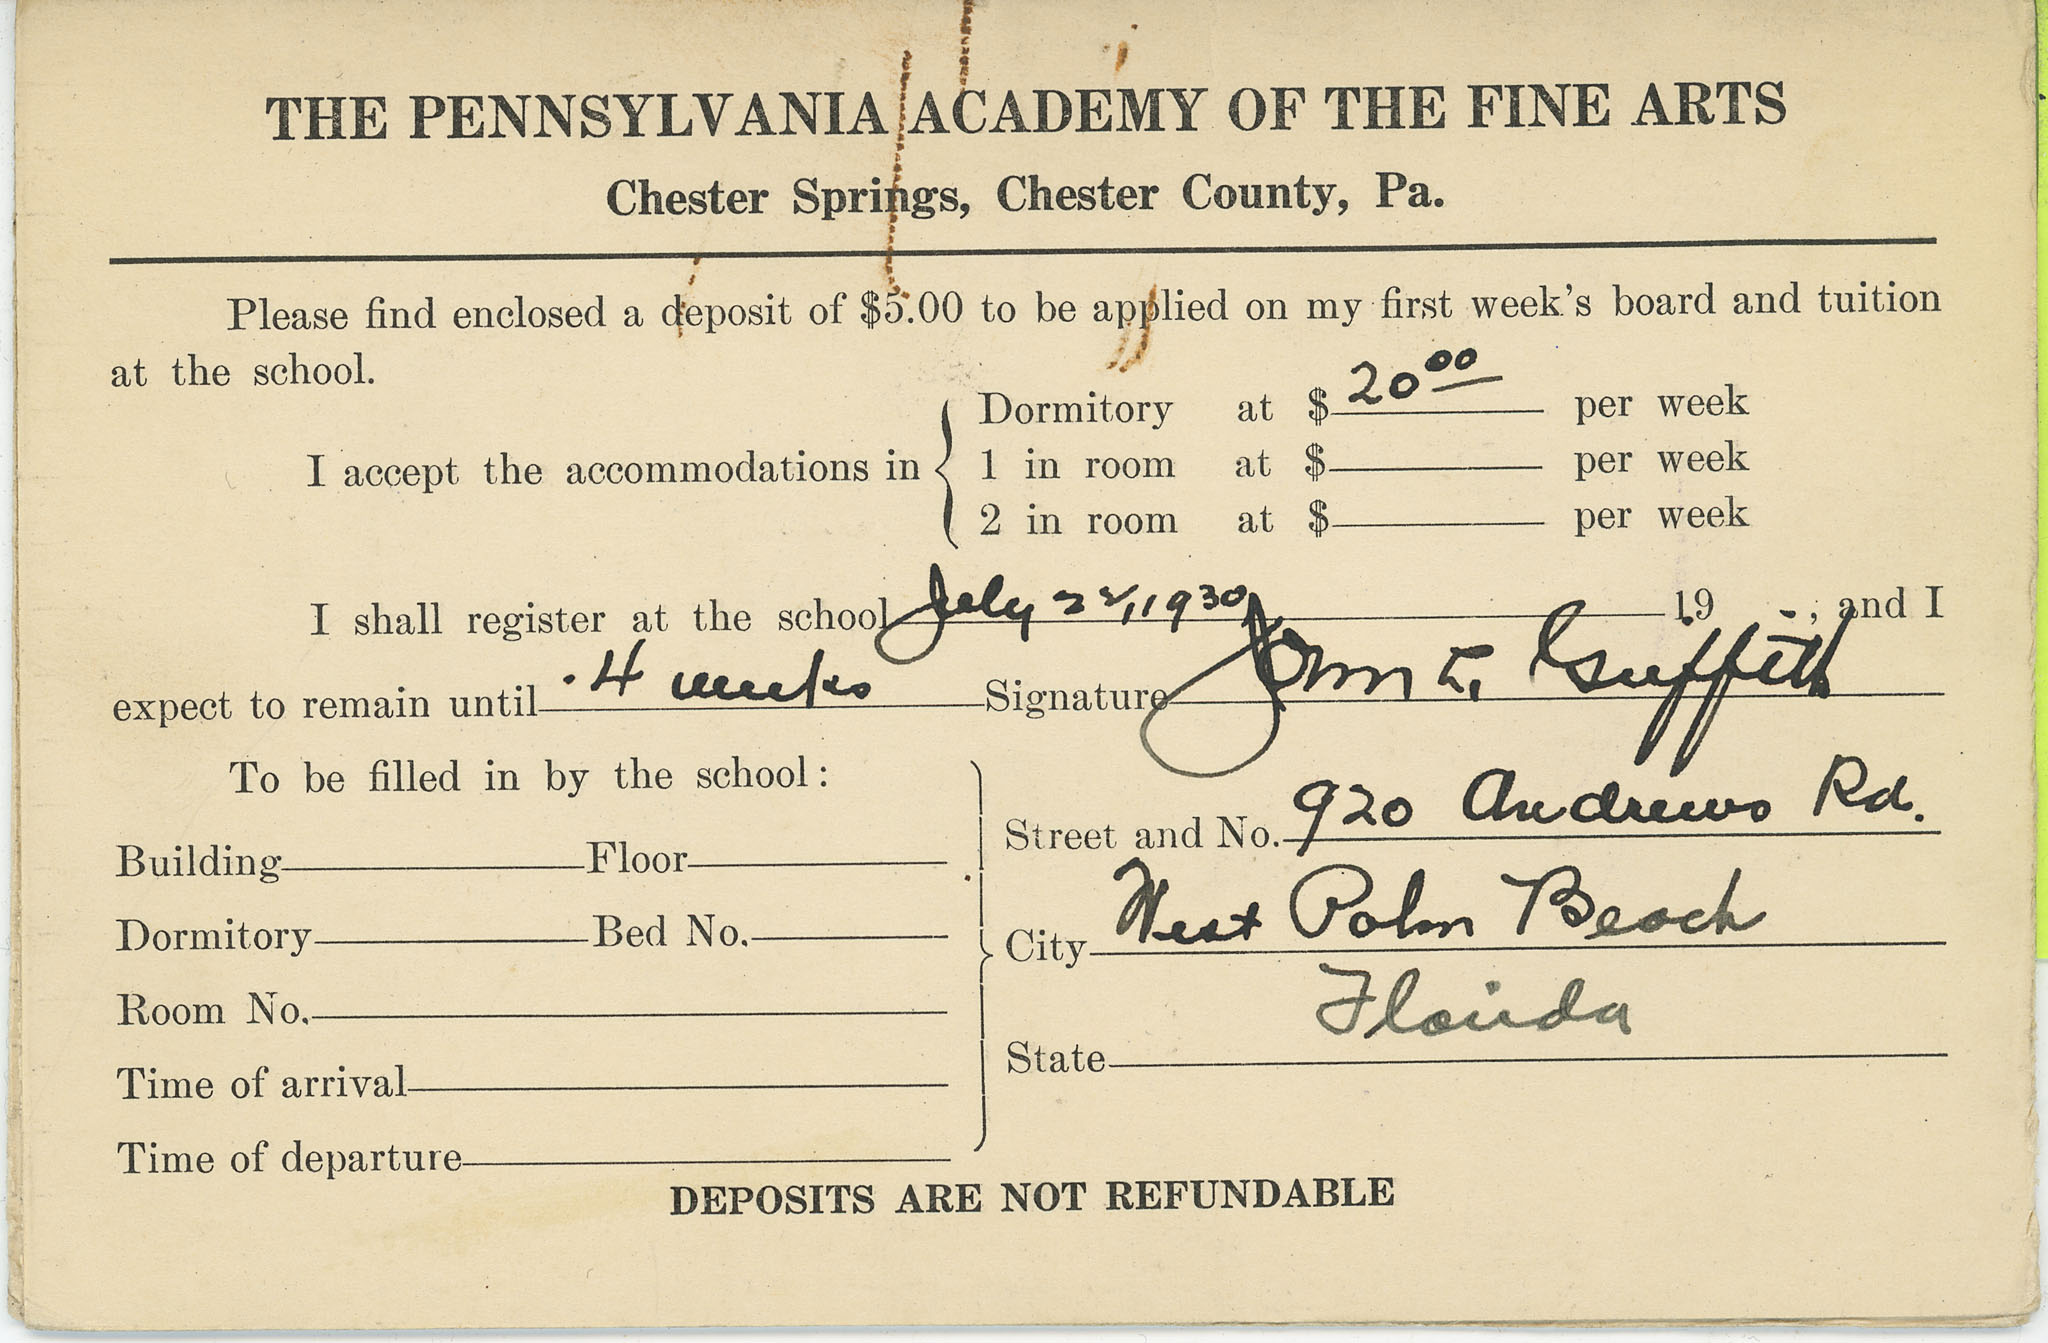 THE PENNSYLVANIA ACADEMY OF THE FINE ARTS
Chester Springs, Chester County, Pa.
Please find enclosed a deposit of $5.00 to be applied on my first week's board and tuition
at the school.
Dormitory at $ 20 00 per week
I accept the accommodations in
1 in room at $ per week
2 in room at $ per week
I shall register at the school July 22, 1930, 19 , and I
expect to remain until 4 weeks Signature John E. Griffith
To be filled in by the school:
Street and No. 920 Andrews Rd.
Building Floor
City West Palm Beach
Dormitory Bed No.
Florida
Room No.
State
Time of arrival
Time of departure
DEPOSITS ARE NOT REFUNDABLE